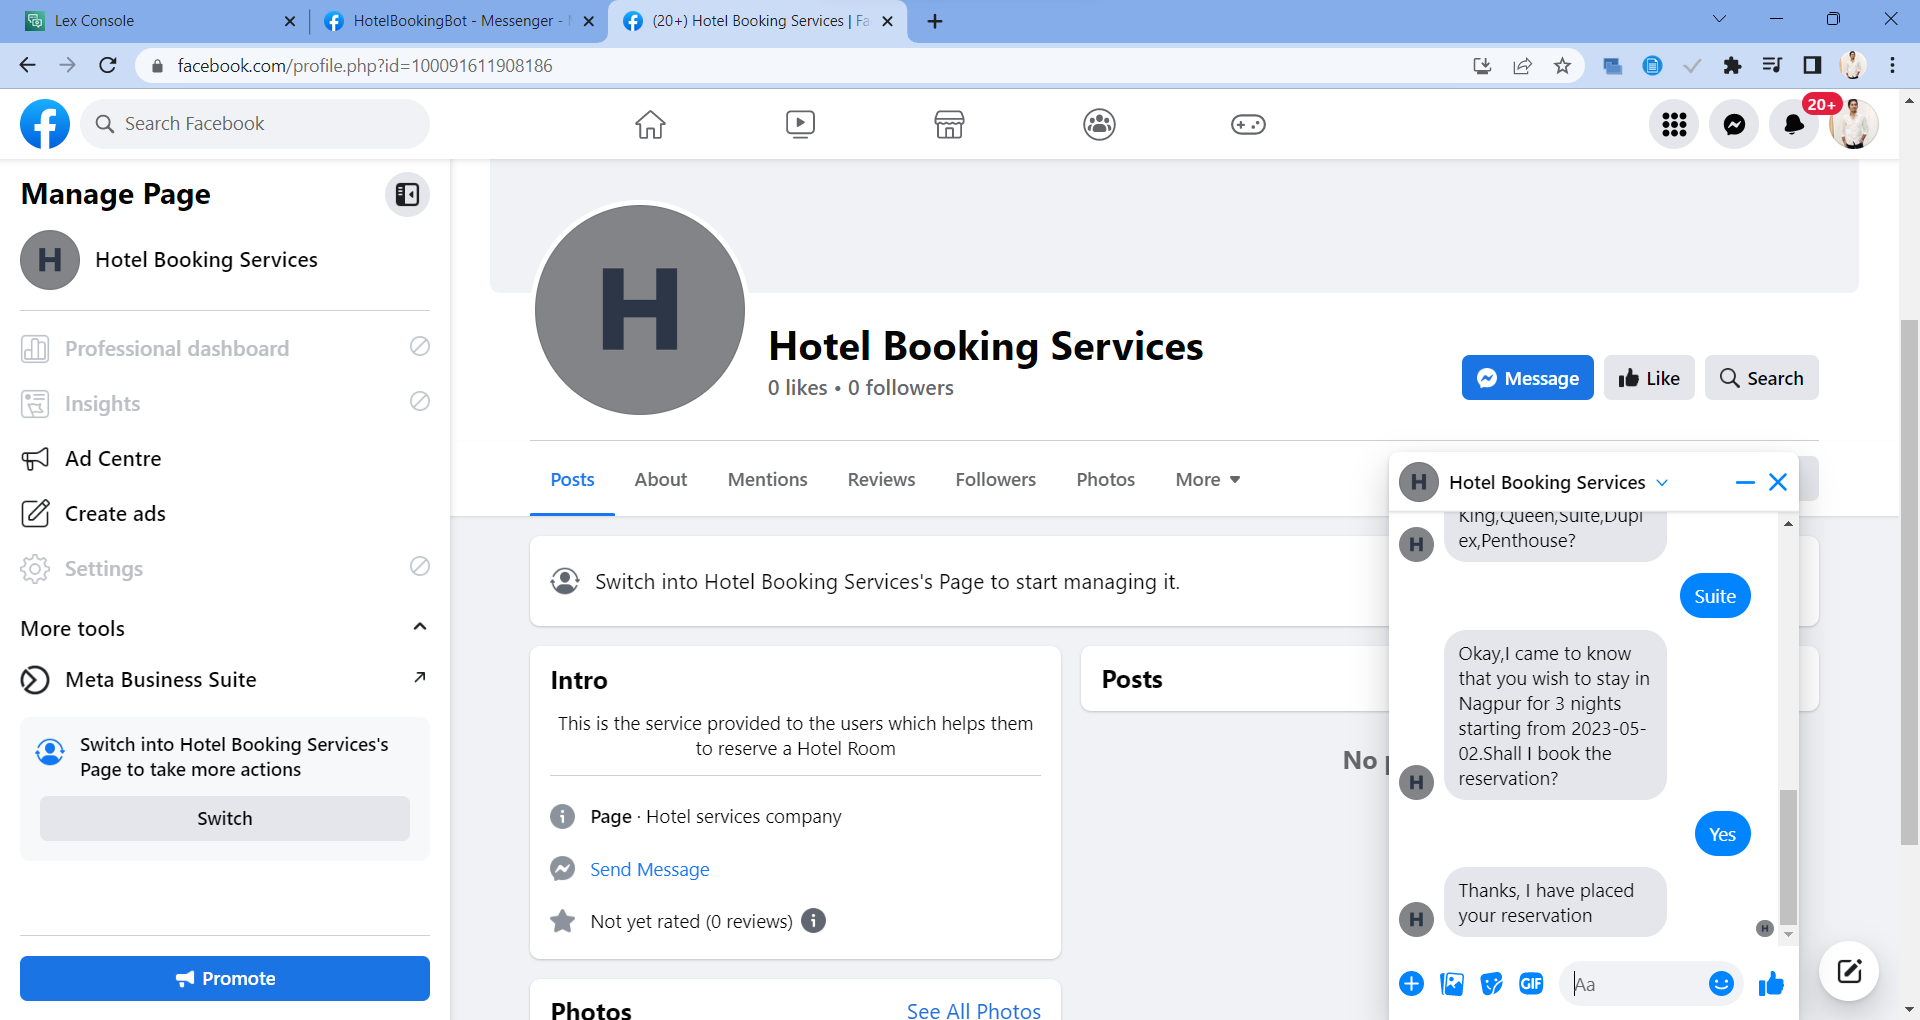 Lex Console
HotelBookingBot - Messenger -
(20+) Hotel Booking Services | Fa
facebook.com/profile.php?id=100091611908186
Search Facebook
20+
Manage Page
H
Hotel Booking Services
Professional dashboard
Insights
Ad Centre
Create ads
Settings
More tools
Meta Business Suite
Switch into Hotel Booking Services's
Page to take more actions
Switch
Promote
H
Hotel Booking Services
0 likes • 0 followers
Message
Like
Search
Posts
About
Mentions
Reviews
Followers
Photos
More
Switch into Hotel Booking Services's Page to start managing it.
Intro
This is the service provided to the users which helps them
to reserve a Hotel Room
Page · Hotel services company
Send Message
Not yet rated (0 reviews)
Photos
See All Photos
Posts
No
H
Hotel Booking Services
King,Queen,Suite,Dupl
ex,Penthouse?
H
Suite
Okay,I came to know
that you wish to stay in
Nagpur for 3 nights
starting from 2023-05-
02.Shall I book the
reservation?
H
Yes
Thanks, I have placed
your reservation
H
H
GIF
Aa